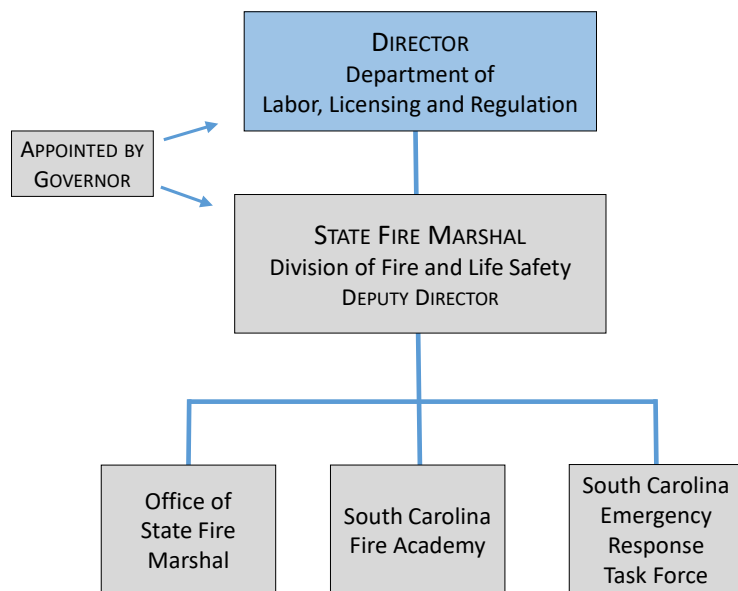 DIRECTOR
Department of
Labor, Licensing and Regulation
APPOINTED BY
GOVERNOR
STATE FIRE MARSHAL
Division of Fire and Life Safety
DEPUTY DIRECTOR
Office of
State Fire
Marshal
South Carolina
Fire Academy
South Carolina
Emergency
Response
Task Force